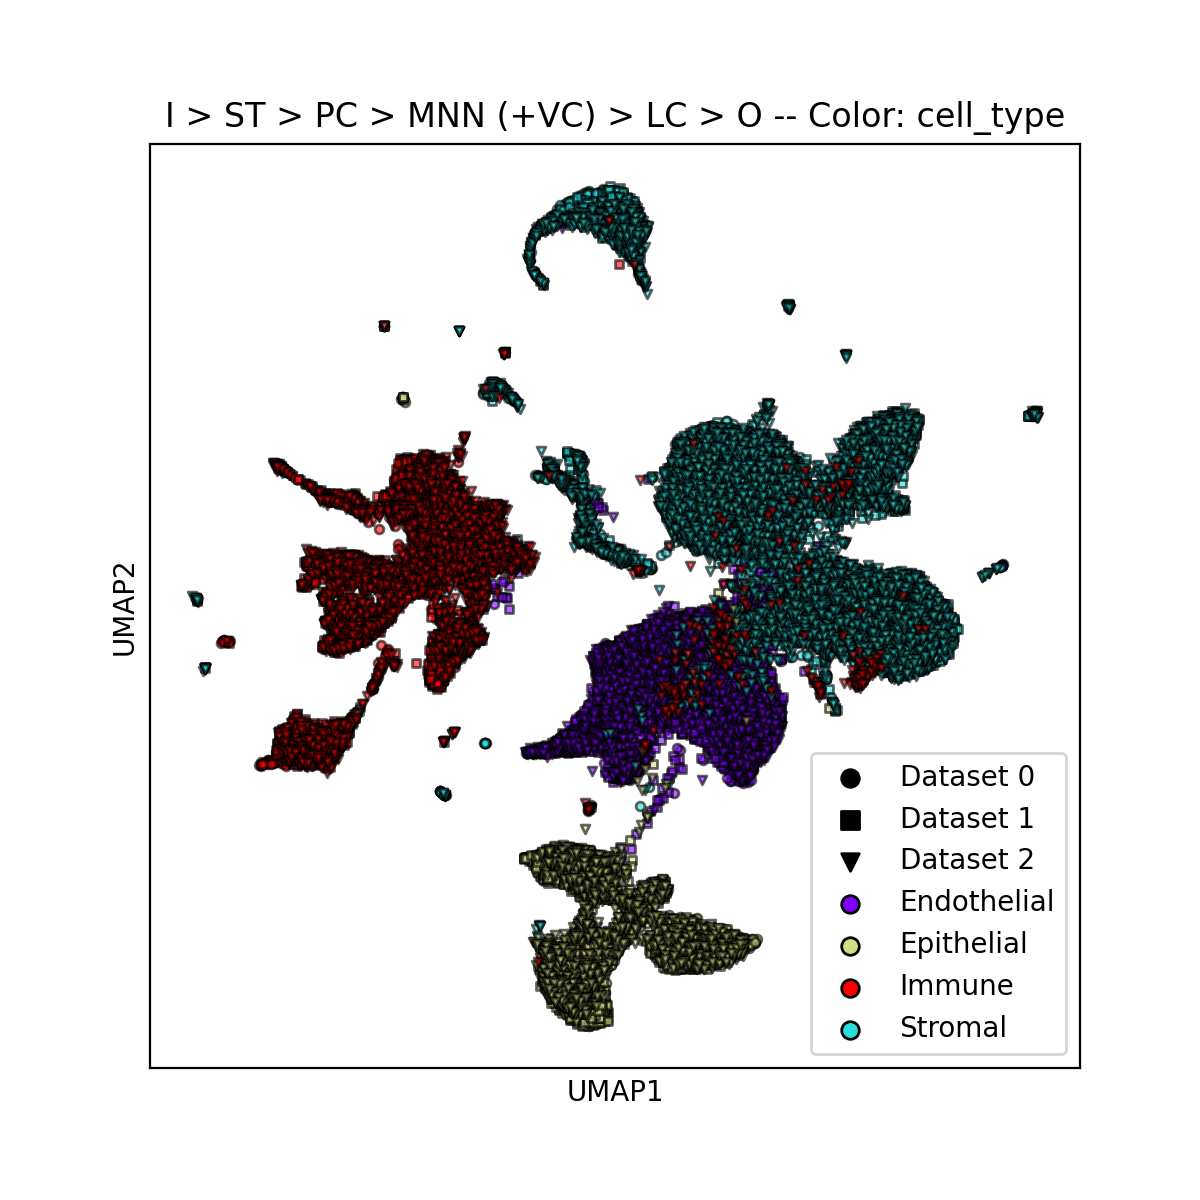 I > ST > PC > MNN (+VC) > LC > O -- Color: cell_type
UMAP2
Dataset 0
Dataset 1
Dataset 2
Endothelial
Epithelial
Immune
Stromal
UMAP1